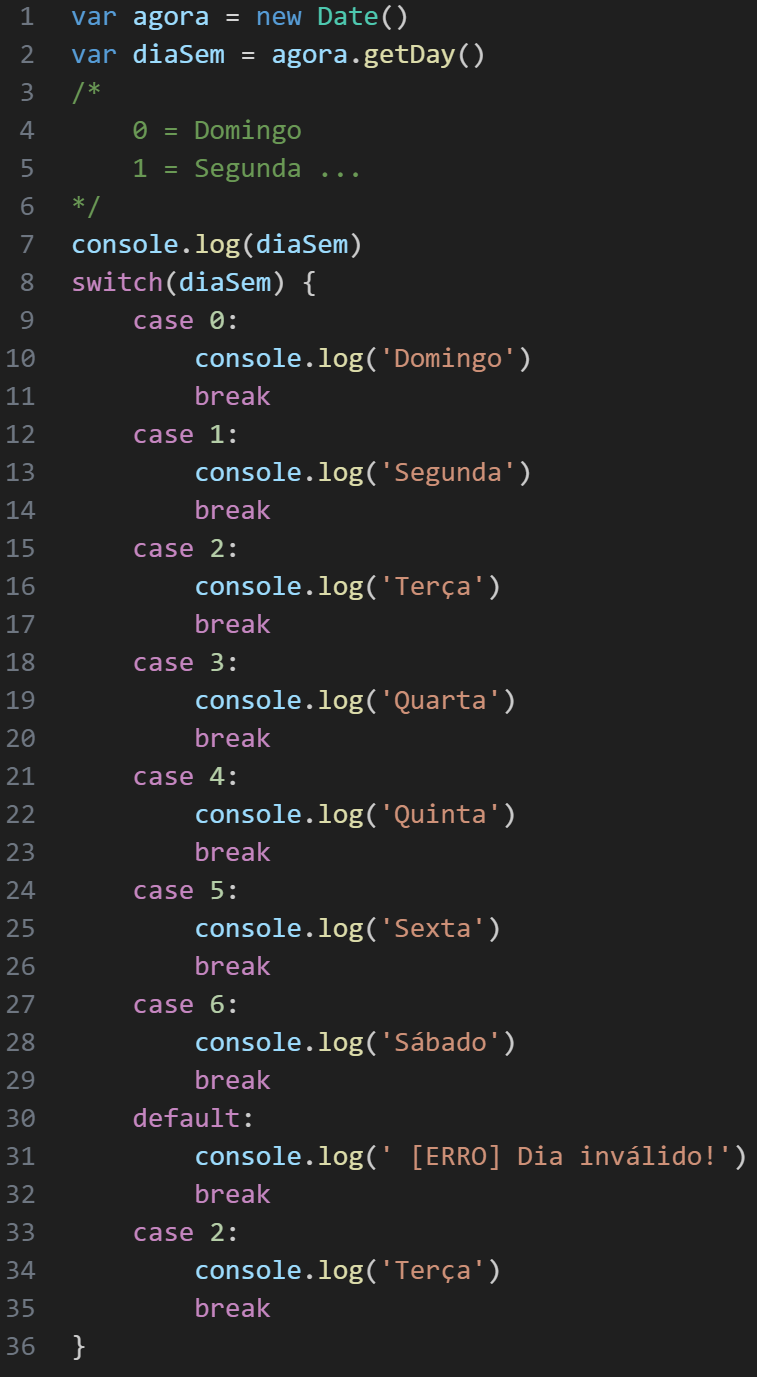 1 var agora = new Date()
2 var diaSem = agora.getDay()
3 /*
4     0 = Domingo
5     1 = Segunda ...
6 */
7 console.log(diaSem)
8 switch(diaSem) {
9     case 0:
10         console.log('Domingo')
11         break
12     case 1:
13         console.log('Segunda')
14         break
15     case 2:
16         console.log('Terça')
17         break
18     case 3:
19         console.log('Quarta')
20         break
21     case 4:
22         console.log('Quinta')
23         break
24     case 5:
25         console.log('Sexta')
26         break
27     case 6:
28         console.log('Sábado')
29         break
30     default:
31         console.log(' [ERRO] Dia inválido!')
32         break
33     case 2:
34         console.log('Terça')
35         break
36 }